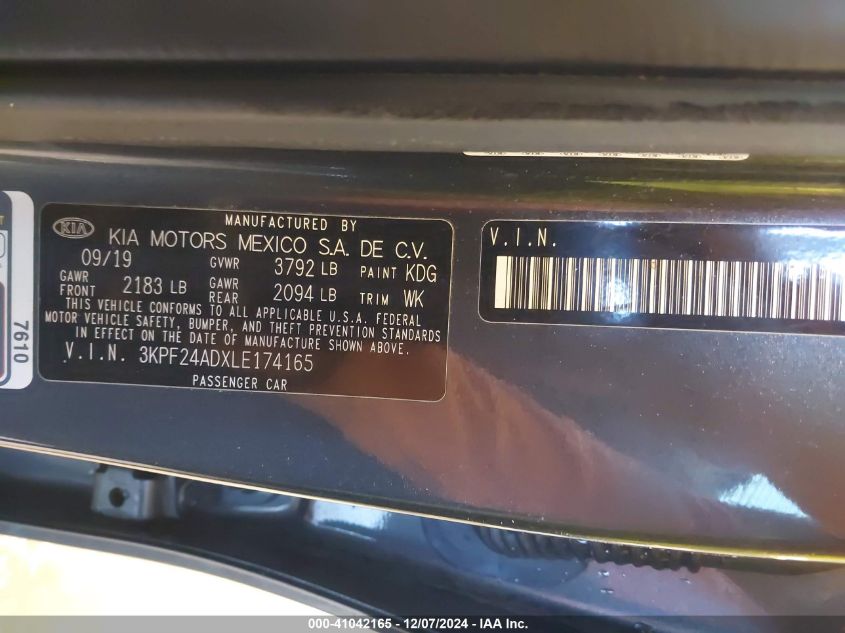 MANUFACTURED BY
KIA KIA MOTORS MEXICO S.A. DE C.V.
09/19 GVWR 3792 LB PAINT KDG
GAWR FRONT 2183 LB GAWR REAR 2094 LB TRIM WK
THIS VEHICLE CONFORMS TO ALL APPLICABLE U.S.A. FEDERAL
MOTOR VEHICLE SAFETY, BUMPER, AND THEFT PREVENTION STANDARDS
IN EFFECT ON THE DATE OF MANUFACTURE SHOWN ABOVE.
V.I.N. 3KPF24ADXLE174165
PASSENGER CAR
V.I.N.
7610
3000-41042165 - 12/07/2024 - IAAI Inc.